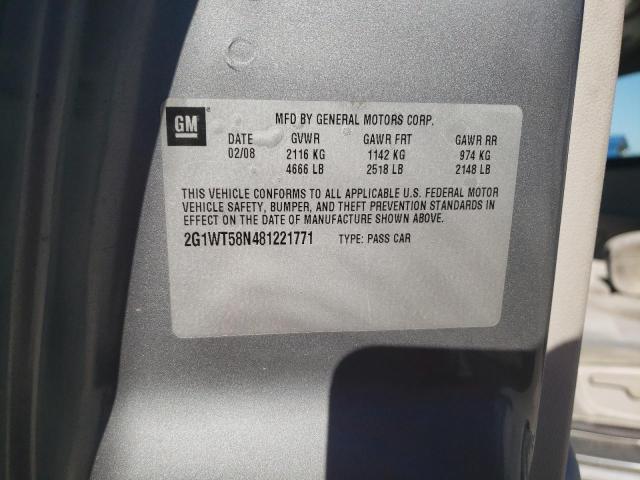 GM MFD BY GENERAL MOTORS CORP.
DATE GVWR GAWR FRT GAWR RR
02/08 2116 KG 1142 KG 974 KG
4666 LB 2518 LB 2148 LB
THIS VEHICLE CONFORMS TO ALL APPLICABLE U.S. FEDERAL MOTOR
VEHICLE SAFETY, BUMPER, AND THEFT PREVENTION STANDARDS IN
EFFECT ON THE DATE OF MANUFACTURE SHOWN ABOVE.
2G1WT58N481221771 TYPE: PASS CAR